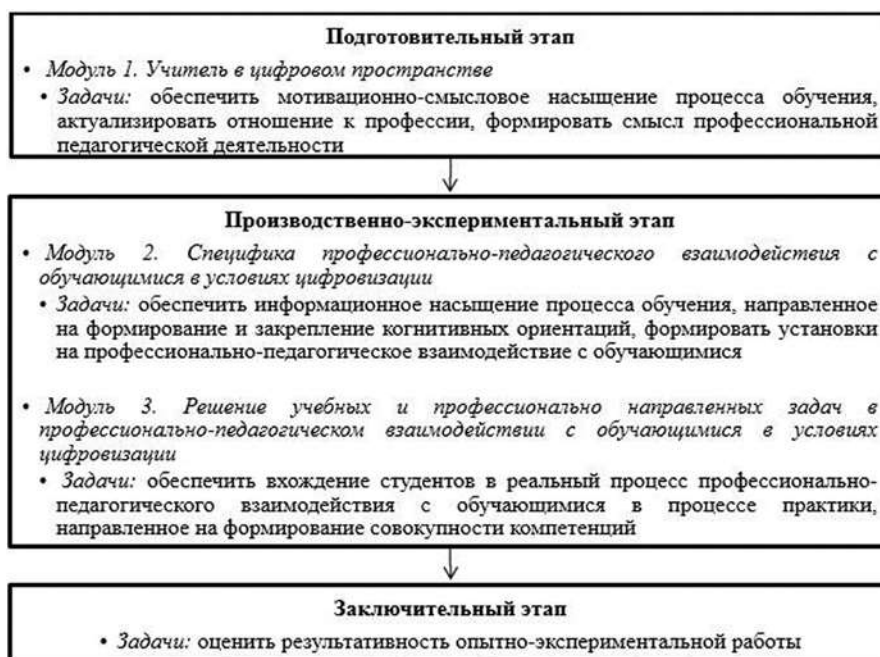 Подготовительный этап
• Модуль 1. Учитель в цифровом пространстве
• Задачи: обеспечить мотивационно-смысловое насыщение процесса обучения,
актуализировать отношение к профессии, формировать смысл профессиональной
педагогической деятельности
Производственно-экспериментальный этап
• Модуль 2. Специфика профессионально-педагогического взаимодействия с
обучающимися в условиях цифровизации
• Задачи: обеспечить информационное насыщение процесса обучения, направленное
на формирование и закрепление когнитивных ориентаций, формировать установки
на профессионально-педагогическое взаимодействие с обучающимися
• Модуль 3. Решение учебных и профессионально направленных задач в
профессионально-педагогическом взаимодействии с обучающимися в условиях
цифровизации
• Задачи: обеспечить вхождение студентов в реальный процесс профессионально-
педагогического взаимодействия с обучающимися в процессе практики,
направленное на формирование совокупности компетенций
Заключительный этап
• Задачи: оценить результативность опытно-экспериментальной работы